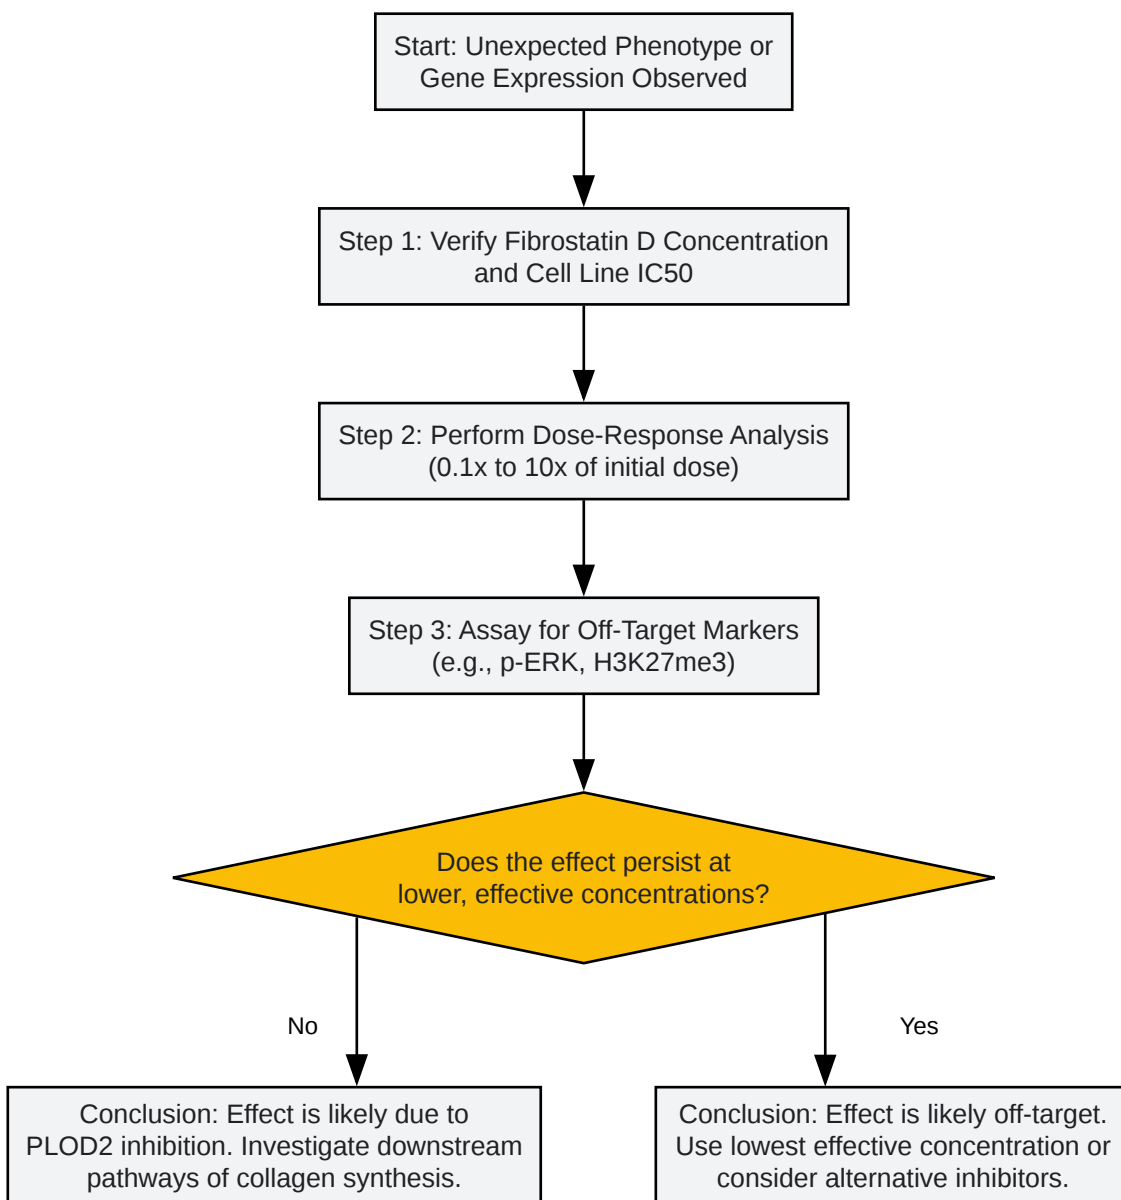 Start: Unexpected Phenotype or
Gene Expression Observed
Step 1: Verify Fibrostatin D Concentration
and Cell Line IC50
Step 2: Perform Dose-Response Analysis
(0.1x to 10x of initial dose)
Step 3: Assay for Off-Target Markers
(e.g., p-ERK, H3K27me3)
Does the effect persist at
lower, effective concentrations?
No
Yes
Conclusion: Effect is likely due to
PLOD2 inhibition. Investigate downstream
pathways of collagen synthesis.
Conclusion: Effect is likely off-target.
Use lowest effective concentration or
consider alternative inhibitors.